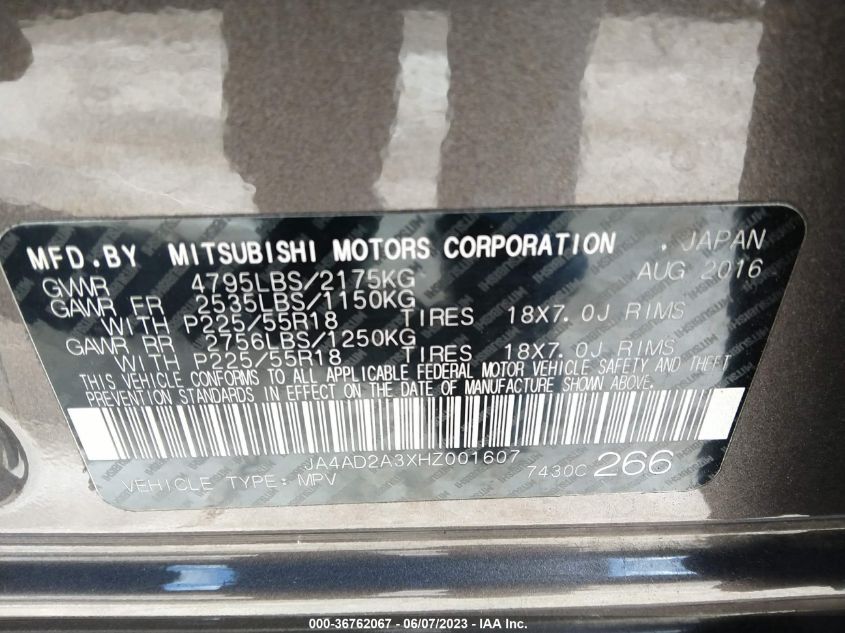 MFD.BY MITSUBISHI MOTORS CORPORATION . JAPAN
GVWR 4795LBS/2175KG AUG 2016
GAWR FR 2535LBS/1150KG
WITH P225/55R18 TIRES 18X7.0J RIMS
GAWR RR 2756LBS/1250KG
WITH P225/55R18 TIRES 18X7.0J RIMS
THIS VEHICLE CONFORMS TO ALL APPLICABLE FEDERAL MOTOR VEHICLE SAFETY AND THEFT
PREVENTION STANDARDS IN EFFECT ON THE DATE OF MANUFACTURE SHOWN ABOVE.
JA4AD2A3XHZ001607
VEHICLE TYPE: MPV 7430C 266
000-36762067 - 06/07/2023 - IAA Inc.